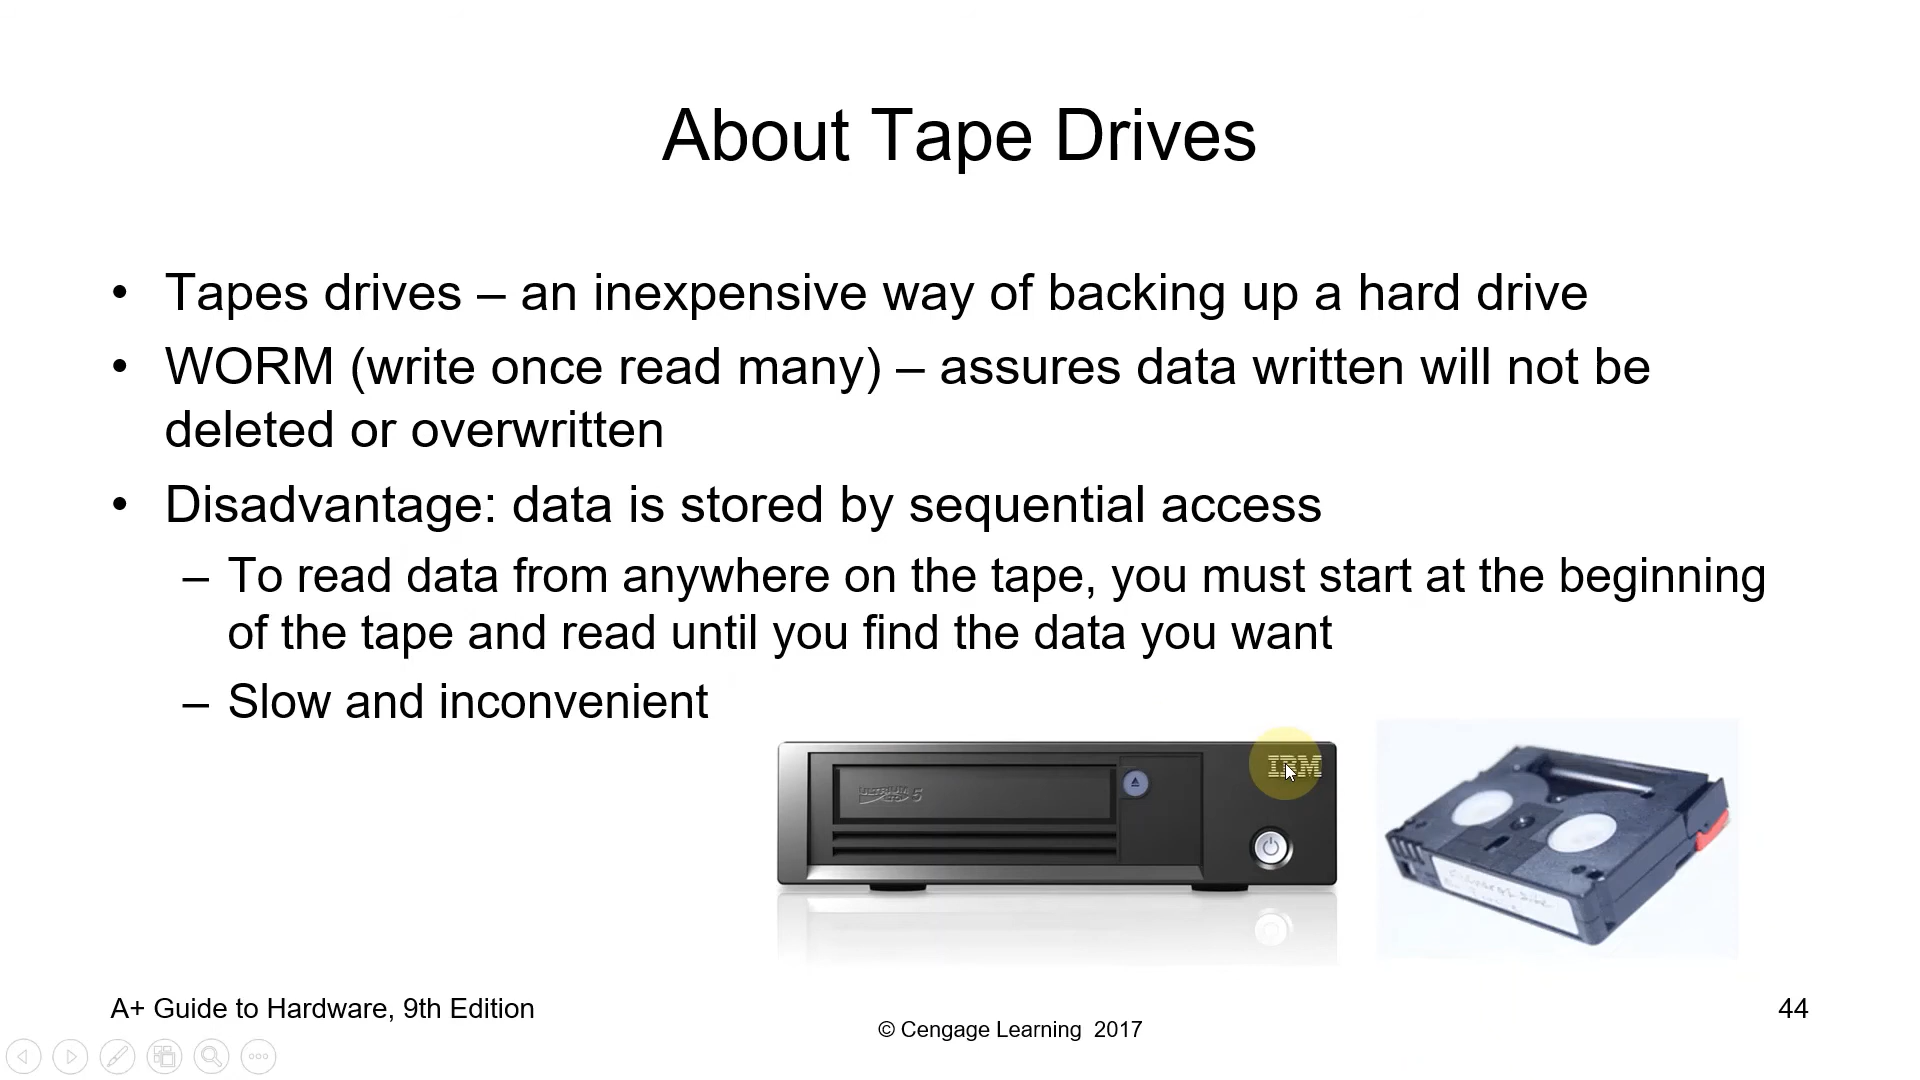 About Tape Drives
• Tapes drives – an inexpensive way of backing up a hard drive
• WORM (write once read many) – assures data written will not be
deleted or overwritten
• Disadvantage: data is stored by sequential access
– To read data from anywhere on the tape, you must start at the beginning
of the tape and read until you find the data you want
– Slow and inconvenient
IBM
5
A+ Guide to Hardware, 9th Edition
© Cengage Learning 2017
44